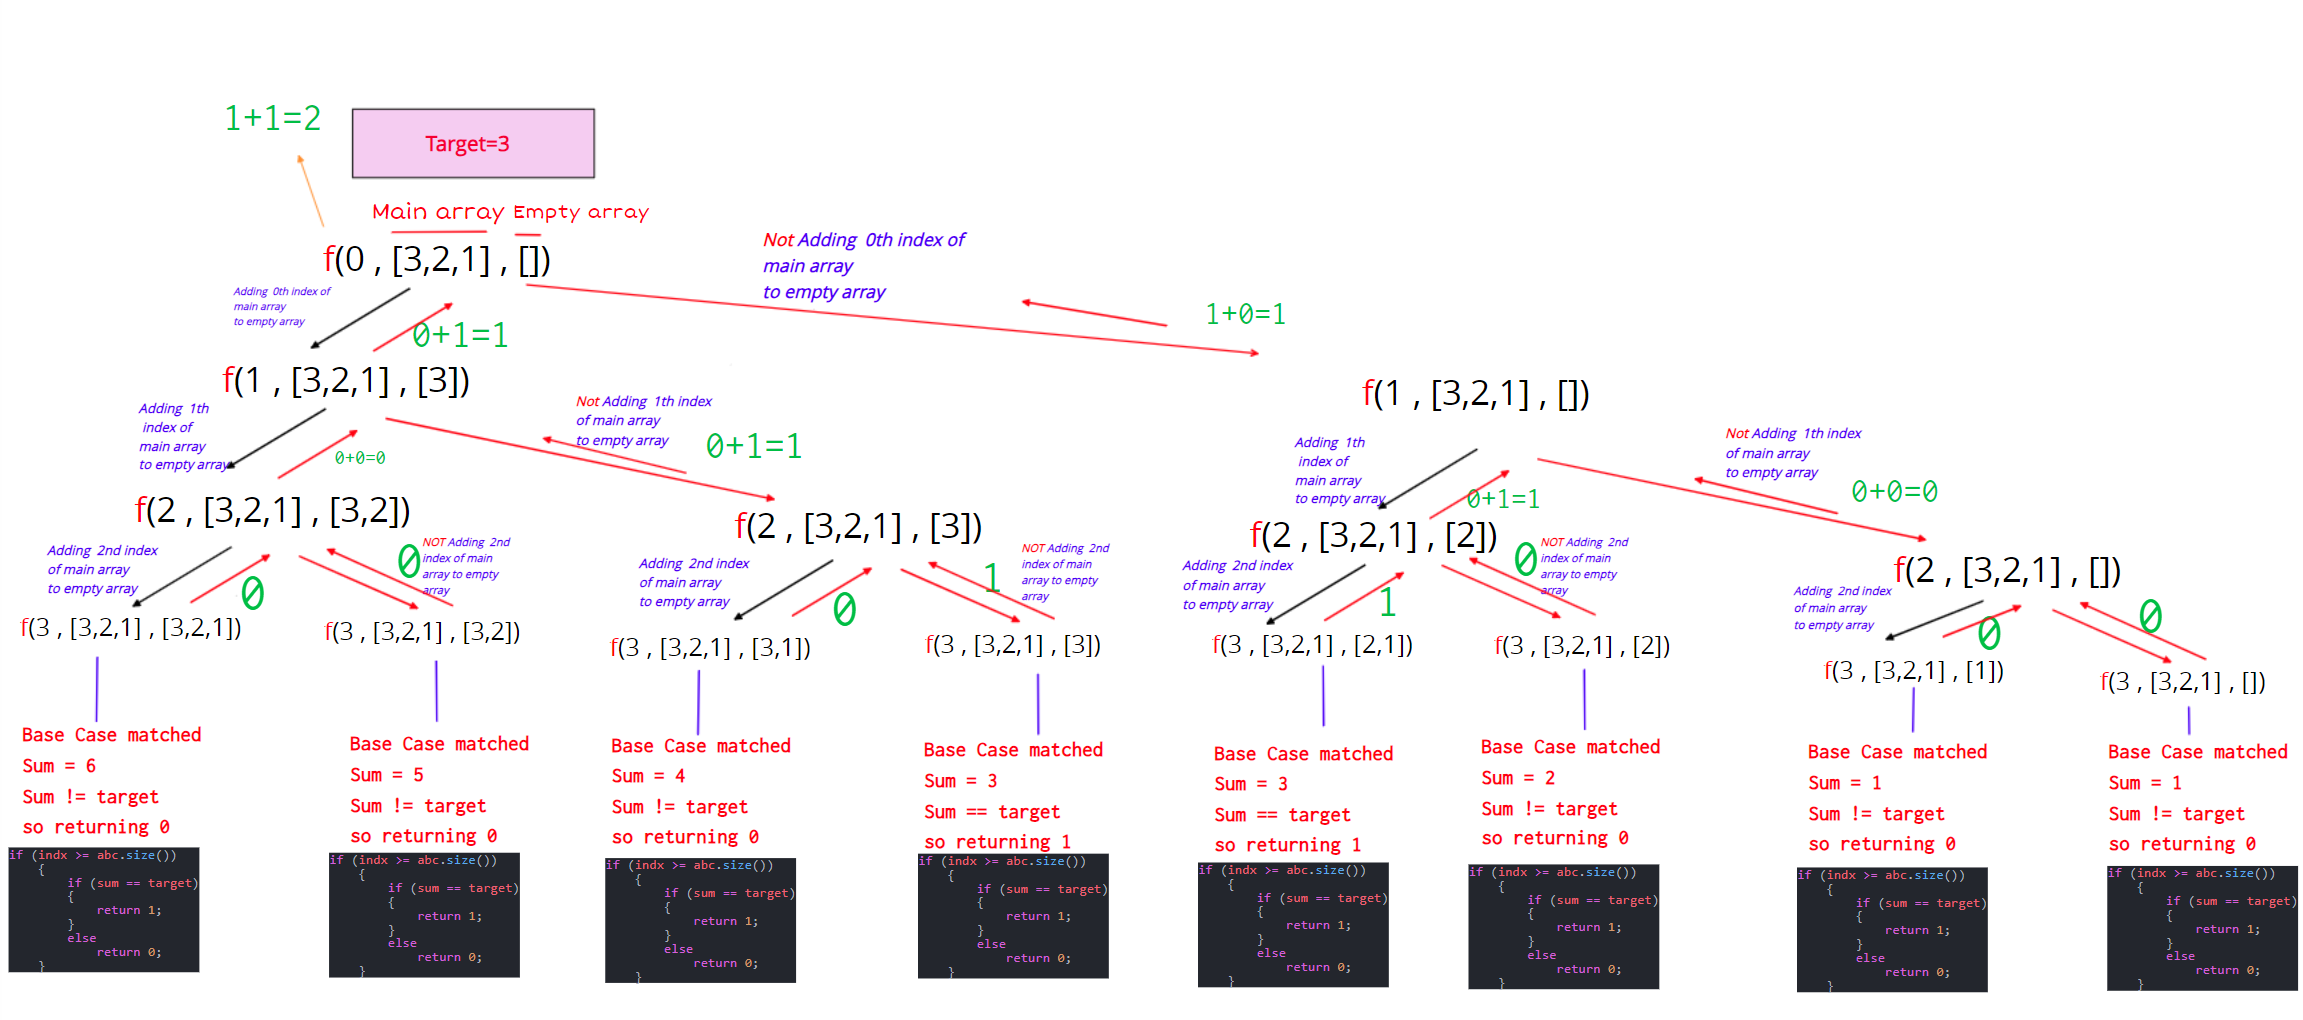 1+1=2
Target=3
Main array Empty array
f(0 , [3,2,1] , [])
Not Adding 0th index of
main array
to empty array
Adding 0th index of
main array
to empty array
0+1=1
1+0=1
f(1 , [3,2,1] , [3])
f(1 , [3,2,1] , [])
Adding 1th
index of
main array
to empty array
0+0=0
Not Adding 1th index
of main array
to empty array
0+1=1
Adding 1th
index of
main array
to empty array
0+1=1
Not Adding 1th index
of main array
to empty array
0+0=0
f(2 , [3,2,1] , [3,2])
f(2 , [3,2,1] , [3])
f(2 , [3,2,1] , [2])
f(2 , [3,2,1] , [])
Adding 2nd index
of main array
to empty array
0
0
NOT Adding 2nd
index of main
array to empty
array
Adding 2nd index
of main array
to empty array
0
1
NOT Adding 2nd
index of main
array to empty
array
Adding 2nd index
of main array
to empty array
1
0
NOT Adding 2nd
index of main
array to empty
array
Adding 2nd index
of main array
to empty array
0
0
f(3 , [3,2,1] , [3,2,1])
f(3 , [3,2,1] , [3,2])
f(3 , [3,2,1] , [3,1])
f(3 , [3,2,1] , [3])
f(3 , [3,2,1] , [2,1])
f(3 , [3,2,1] , [2])
f(3 , [3,2,1] , [1])
f(3 , [3,2,1] , [])
Base Case matched
Sum = 6
Sum != target
so returning 0
if (indx >= abc.size())
{
if (sum == target)
{
return 1;
}
else
return 0;
}
Base Case matched
Sum = 5
Sum != target
so returning 0
if (indx >= abc.size())
{
if (sum == target)
{
return 1;
}
else
return 0;
}
Base Case matched
Sum = 4
Sum != target
so returning 0
if (indx >= abc.size())
{
if (sum == target)
{
return 1;
}
else
return 0;
}
Base Case matched
Sum = 3
Sum == target
so returning 1
if (indx >= abc.size())
{
if (sum == target)
{
return 1;
}
else
return 0;
}
Base Case matched
Sum = 3
Sum == target
so returning 1
if (indx >= abc.size())
{
if (sum == target)
{
return 1;
}
else
return 0;
}
Base Case matched
Sum = 2
Sum != target
so returning 0
if (indx >= abc.size())
{
if (sum == target)
{
return 1;
}
else
return 0;
}
Base Case matched
Sum = 1
Sum != target
so returning 0
if (indx >= abc.size())
{
if (sum == target)
{
return 1;
}
else
return 0;
}
Base Case matched
Sum = 1
Sum != target
so returning 0
if (indx >= abc.size())
{
if (sum == target)
{
return 1;
}
else
return 0;
}